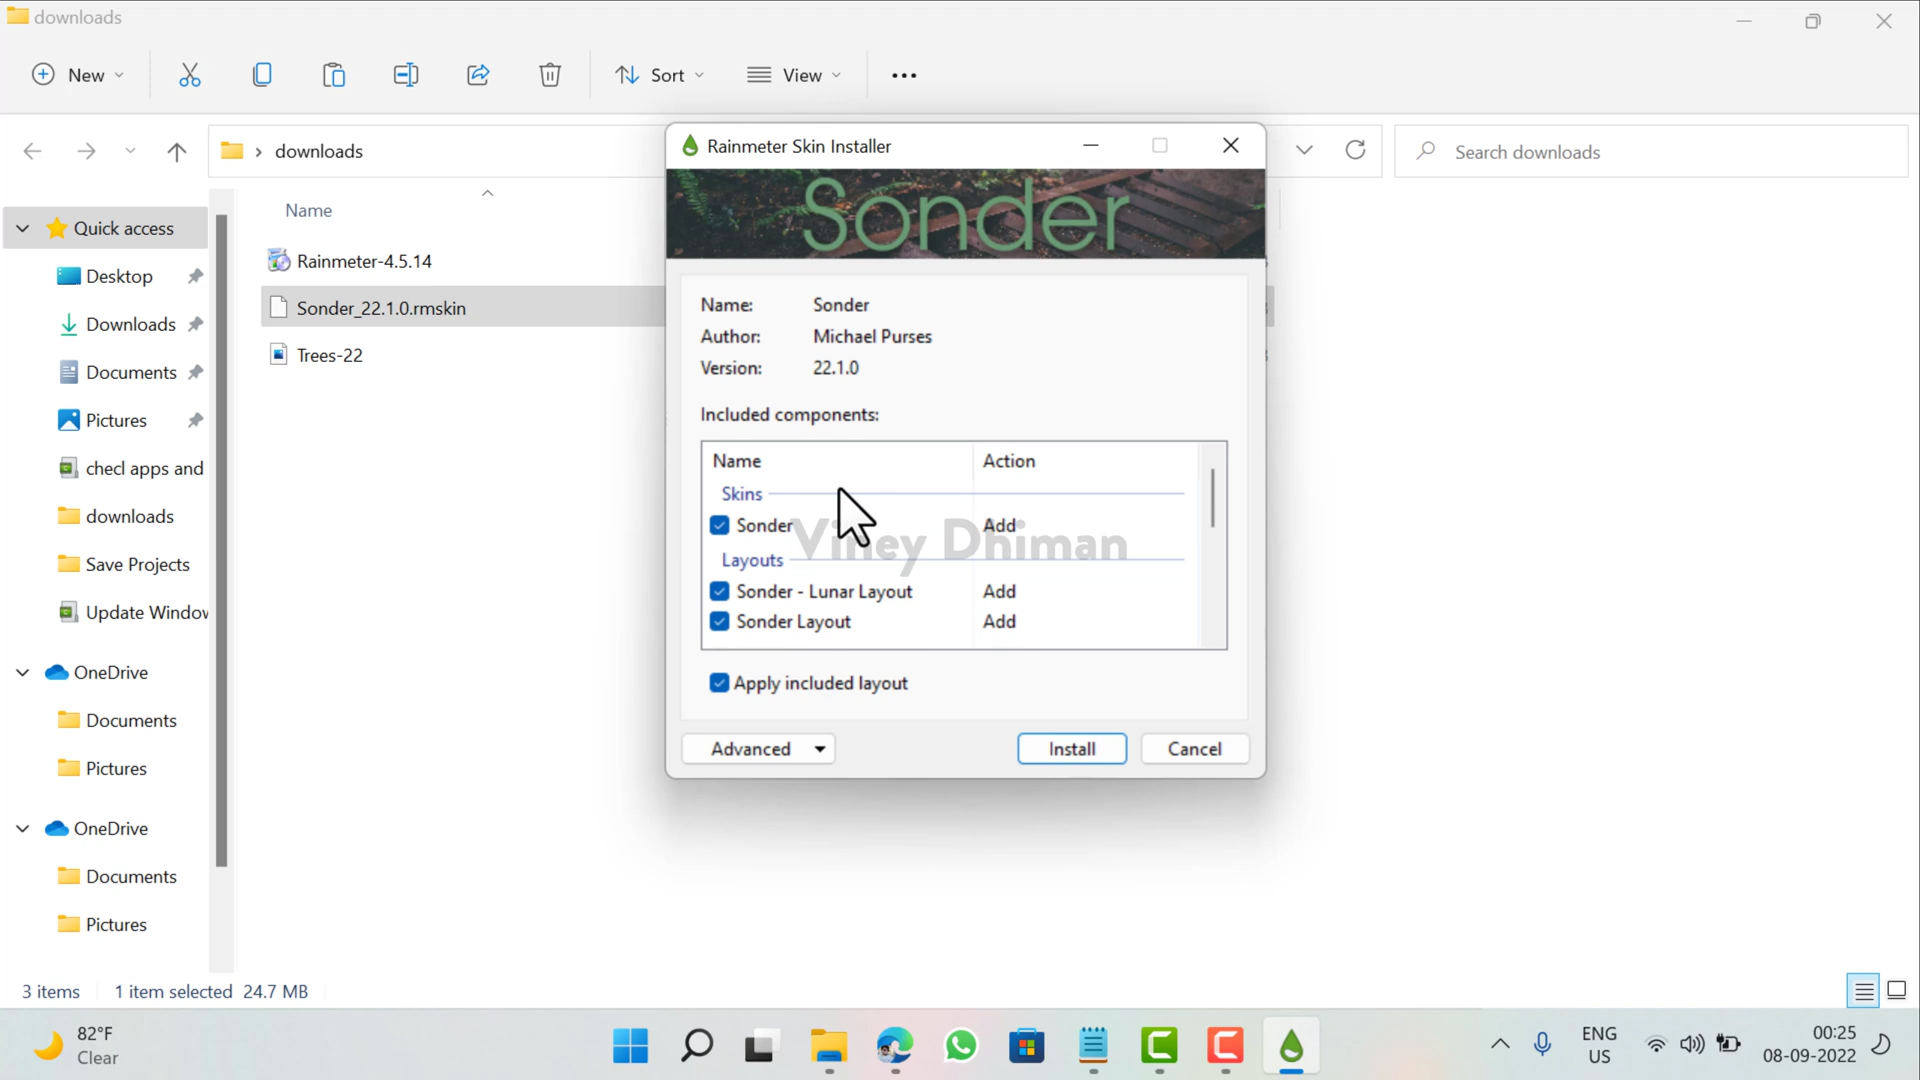 downloads
New
Sort
View
downloads
Search downloads
Name
Quick access
Desktop
Downloads
Documents
Pictures
checl apps and
downloads
Save Projects
Update Window
OneDrive
Documents
Pictures
OneDrive
Documents
Pictures
Rainmeter-4.5.14
Sonder_22.1.0.rmskin
Trees-22
Rainmeter Skin Installer
Sonder
Name: Sonder
Author: Michael Purses
Version: 22.1.0
Included components:
Name Action
Skins
Sonder Add
Viney Dhiman
Layouts
Sonder - Lunar Layout Add
Sonder Layout Add
Apply included layout
Advanced Install Cancel
3 items 1 item selected 24.7 MB
82°F
Clear
ENG
US
00:25
08-09-2022